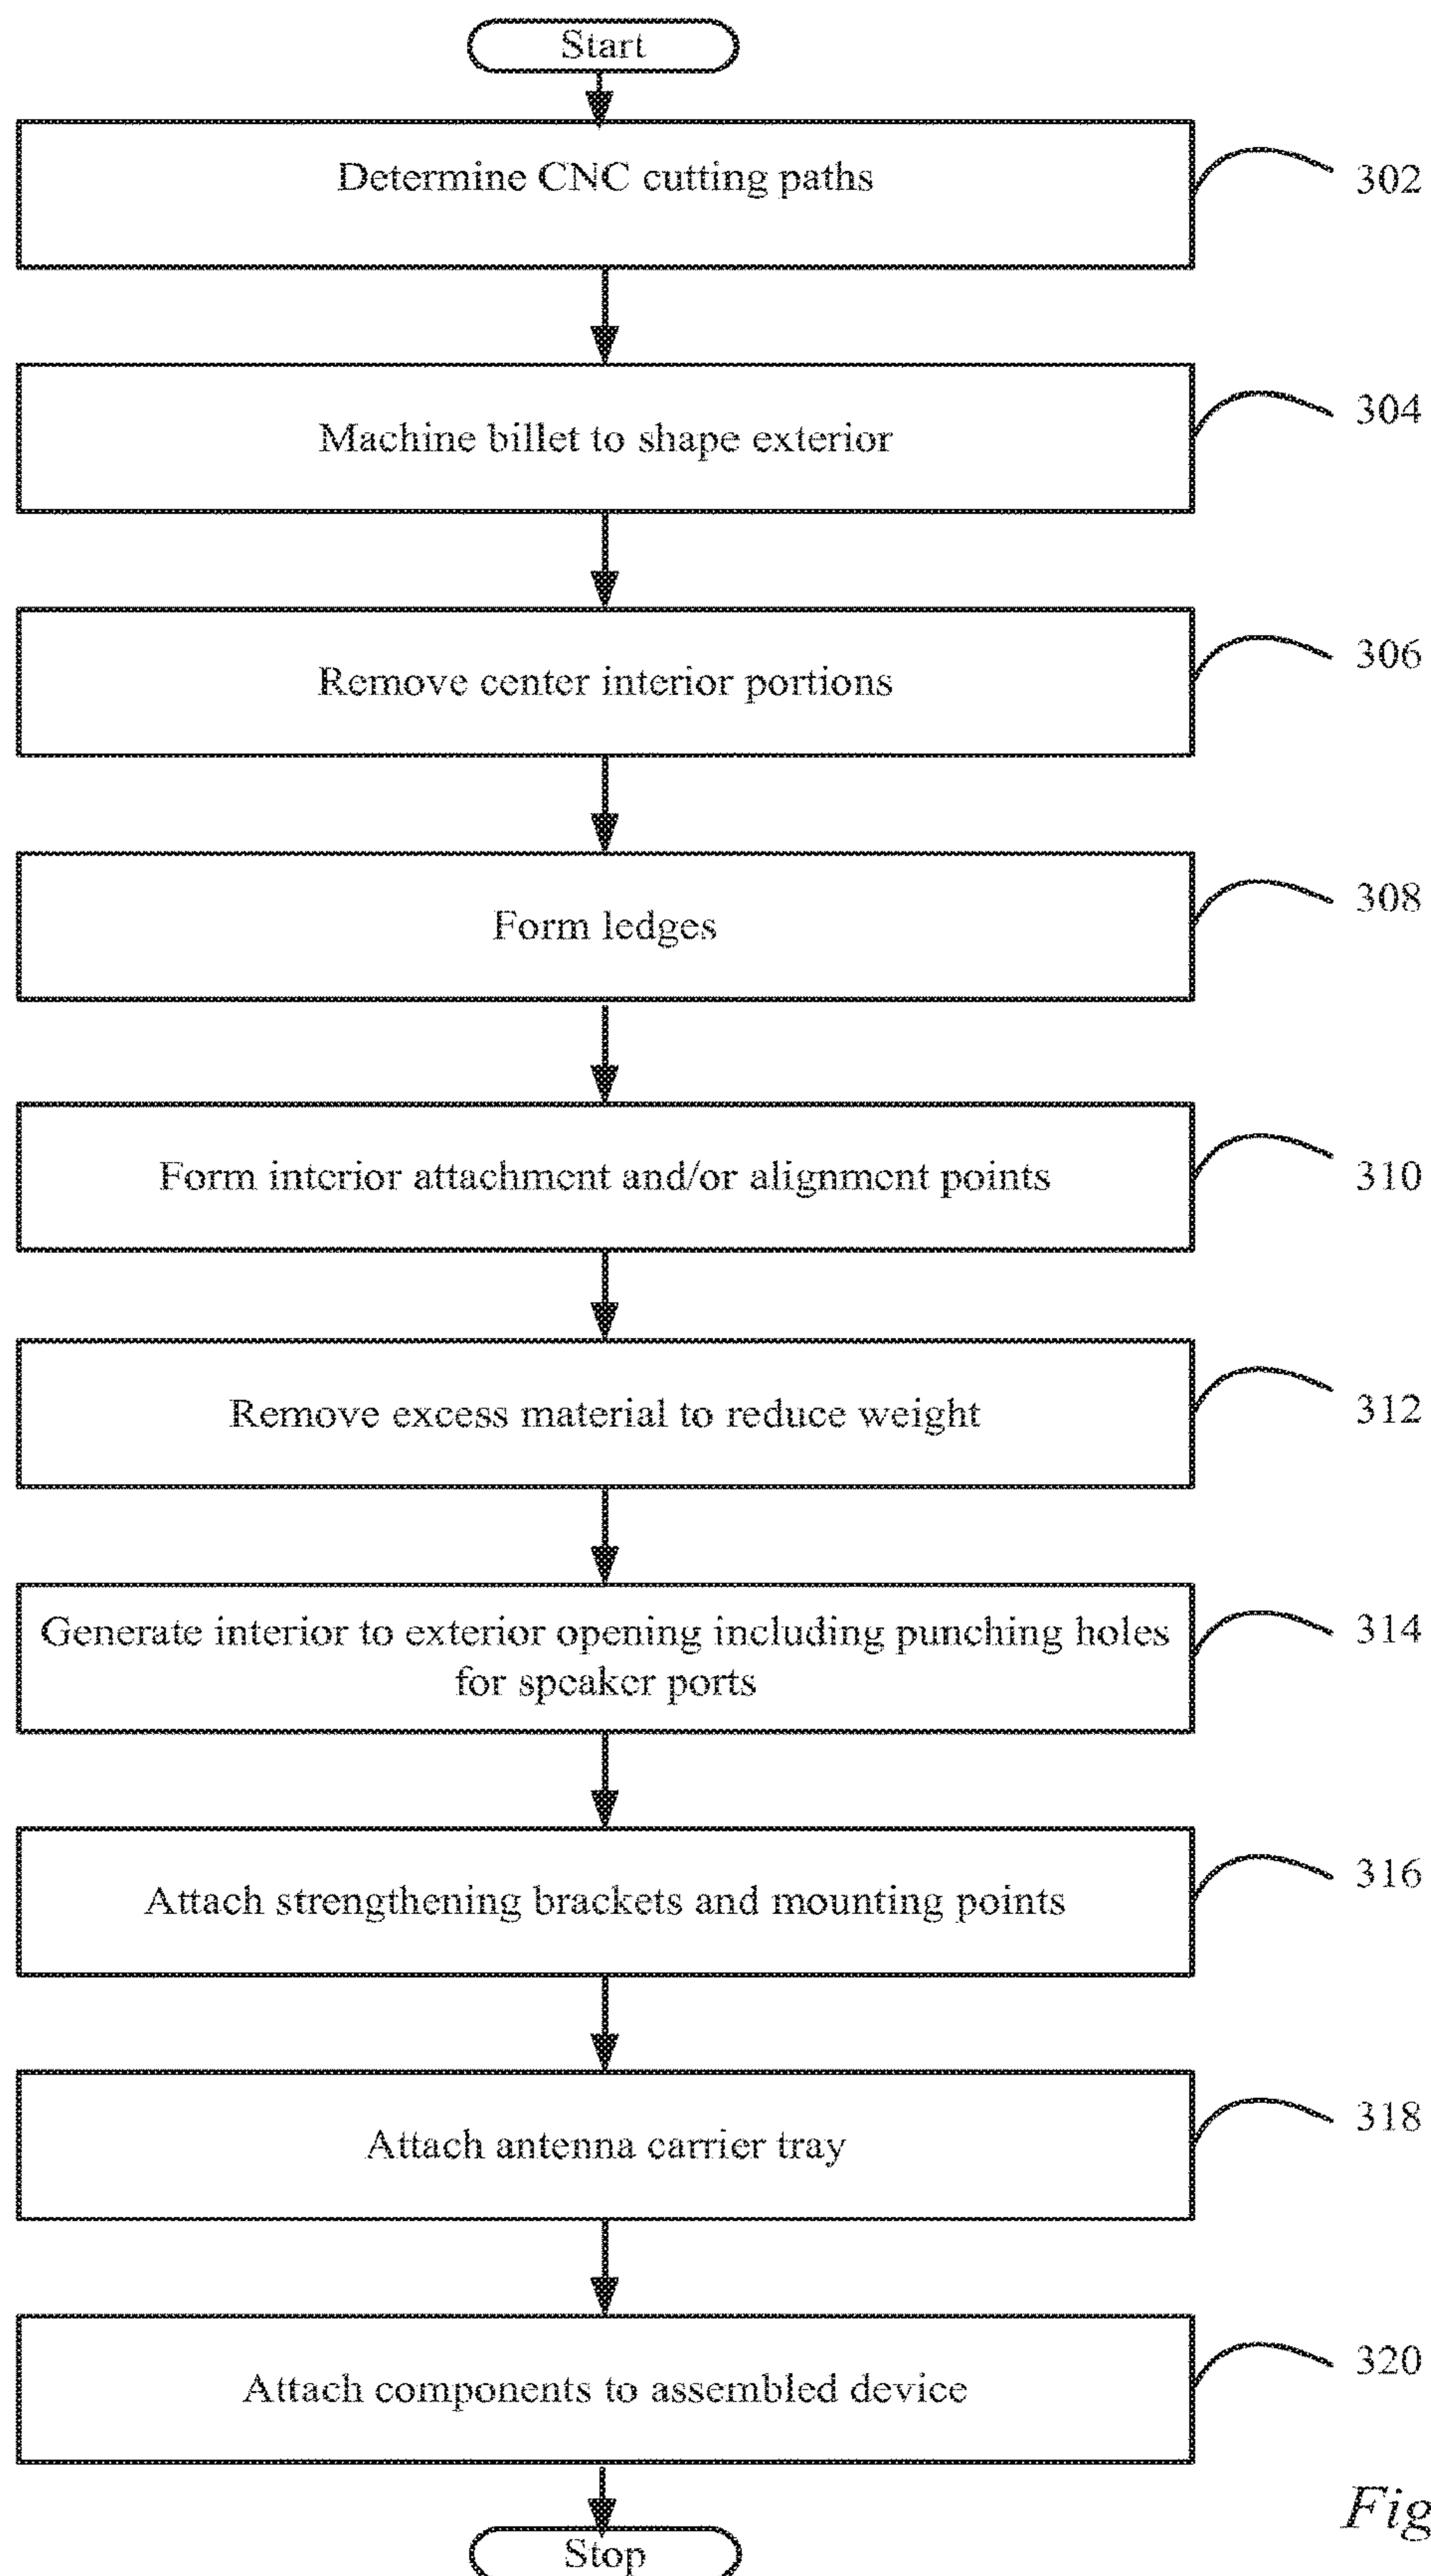 Start
Determine CNC cutting paths
302
Machine billet to shape exterior
304
Remove center interior portions
306
Form ledges
308
Form interior attachment and/or alignment points
310
Remove excess material to reduce weight
312
Generate interior to exterior opening including punching holes
for speaker ports
314
Attach strengthening brackets and mounting points
316
Attach antenna carrier tray
318
Attach components to assembled device
320
Fig
Stop